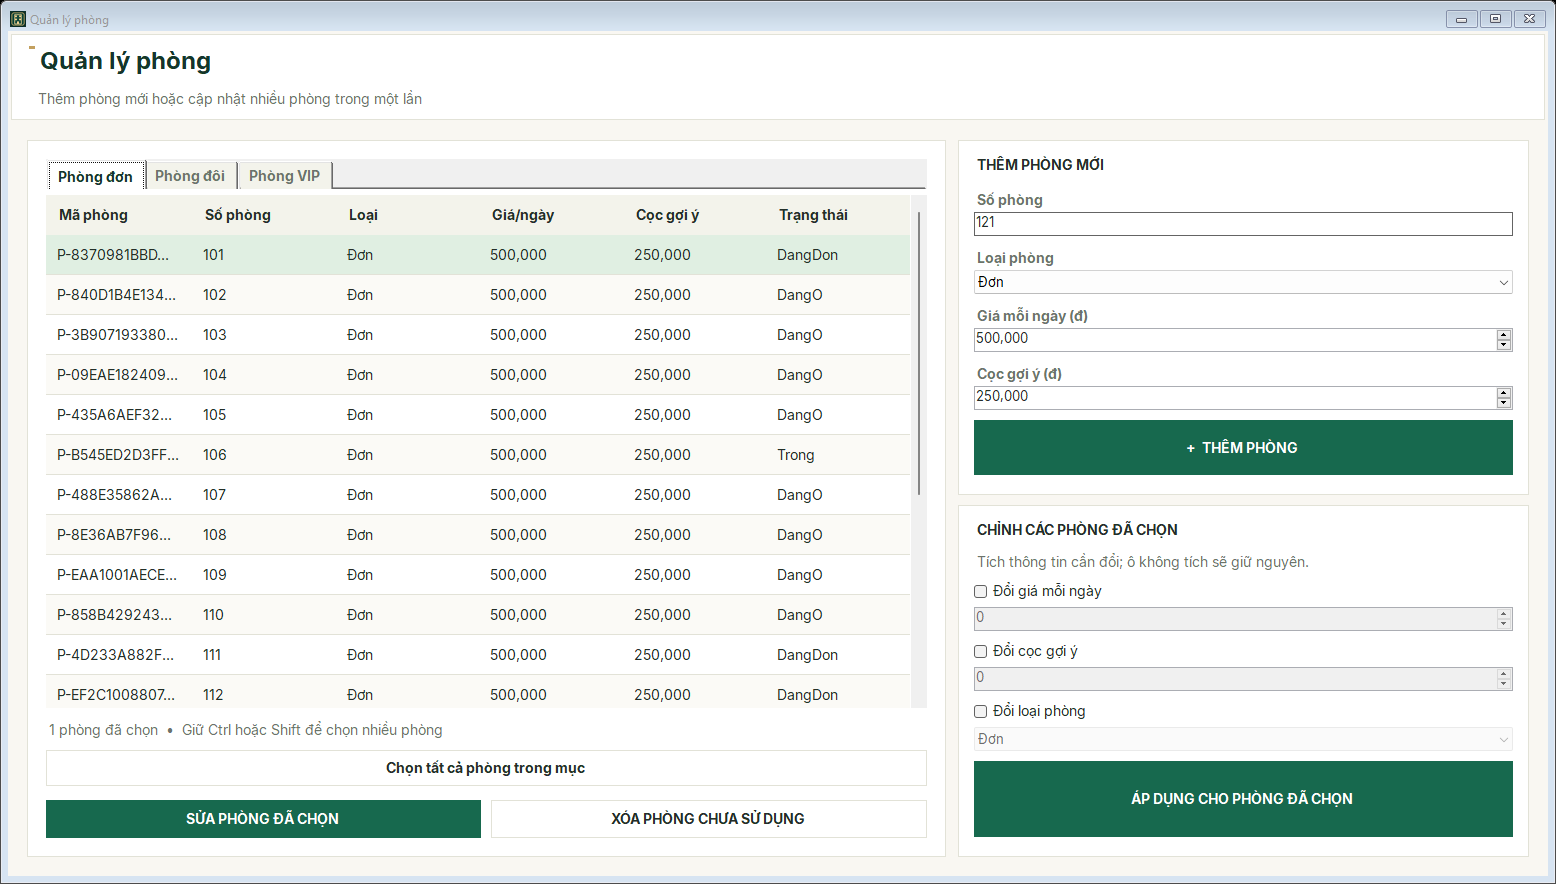 Quản lý phòng
Quản lý phòng
Thêm phòng mới hoặc cập nhật nhiều phòng trong một lần
Phòng đơn Phòng đôi Phòng VIP
Mã phòng Số phòng Loại Giá/ngày Cọc gợi ý Trạng thái
P-8370981BBD... 101 Đơn 500,000 250,000 DangDon
P-840D1B4E134... 102 Đơn 500,000 250,000 DangO
P-3B907193380... 103 Đơn 500,000 250,000 DangO
P-09EAE182409... 104 Đơn 500,000 250,000 DangO
P-435A6AEF32... 105 Đơn 500,000 250,000 DangO
P-B545ED2D3FF... 106 Đơn 500,000 250,000 Trong
P-488E35862A... 107 Đơn 500,000 250,000 DangO
P-8E36AB7F96... 108 Đơn 500,000 250,000 DangO
P-EAA1001AECE... 109 Đơn 500,000 250,000 DangO
P-858B429243... 110 Đơn 500,000 250,000 DangO
P-4D233A882F... 111 Đơn 500,000 250,000 DangDon
P-EF2C1008807... 112 Đơn 500,000 250,000 DangDon
1 phòng đã chọn • Giữ Ctrl hoặc Shift để chọn nhiều phòng
Chọn tất cả phòng trong mục
SỬA PHÒNG ĐÃ CHỌN XÓA PHÒNG CHƯA SỬ DỤNG
THÊM PHÒNG MỚI
Số phòng
121
Loại phòng
Đơn
Giá mỗi ngày (đ)
500,000
Cọc gợi ý (đ)
250,000
+ THÊM PHÒNG
CHỈNH CÁC PHÒNG ĐÃ CHỌN
Tích thông tin cần đổi; ô không tích sẽ giữ nguyên.
Đổi giá mỗi ngày
0
Đổi cọc gợi ý
0
Đổi loại phòng
Đơn
ÁP DỤNG CHO PHÒNG ĐÃ CHỌN